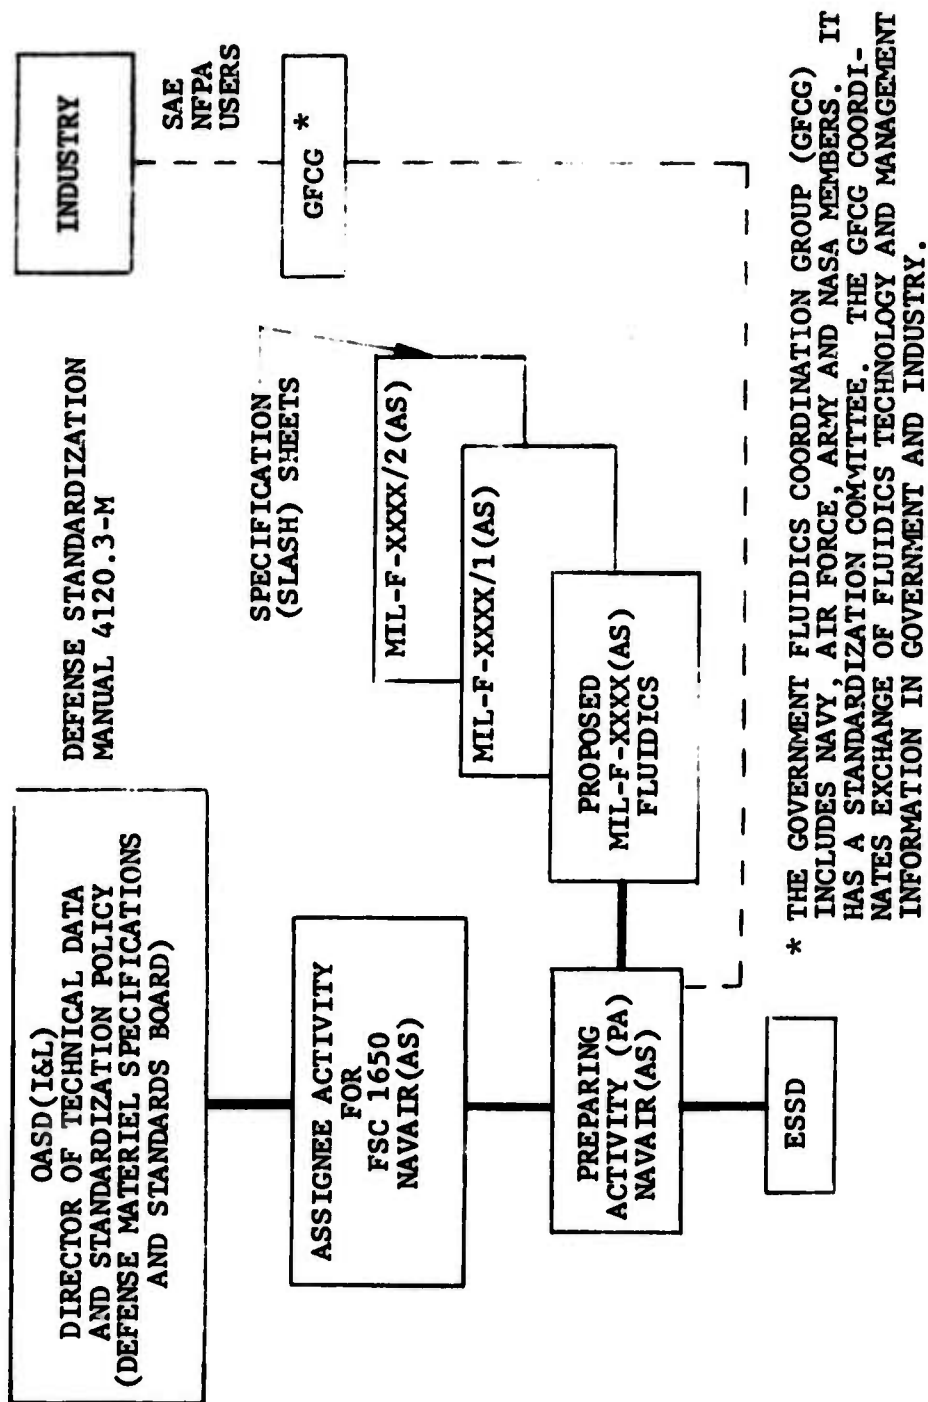 OASD(I&L)
DIRECTOR OF TECHNICAL DATA
AND STANDARDIZATION POLICY
(DEFENSE MATERIEL SPECIFICATIONS
AND STANDARDS BOARD)
DEFENSE STANDARDIZATION
MANUAL 4120.3-M
INDUSTRY
SAE
NFPA
USERS
GFCG *
SPECIFICATION
(SLASH) SHEETS
MIL-F-XXXX/2(AS)
MIL-F-XXXX/1(AS)
PROPOSED
MIL-F-XXXX(AS)
FLUIDICS
ASSIGNEE ACTIVITY
FOR
FSC 1650
NAVAIR(AS)
PREPARING
ACTIVITY (PA)
NAVAIR(AS)
ESSD
* THE GOVERNMENT FLUIDICS COORDINATION GROUP (GFCG)
INCLUDES NAVY, AIR FORCE, ARMY AND NASA MEMBERS. IT
HAS A STANDARDIZATION COMMITTEE. THE GFCG COORDI-
NATES EXCHANGE OF FLUIDICS TECHNOLOGY AND MANAGEMENT
INFORMATION IN GOVERNMENT AND INDUSTRY.